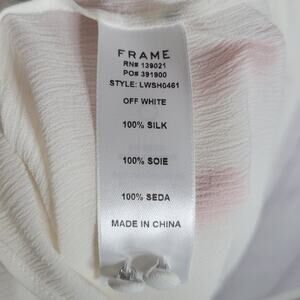 FRAME
RN# 139021
PO# 391900
STYLE: LWSH0461
OFF WHITE
100% SILK
100% SOIE
100% SEDA
MADE IN CHINA